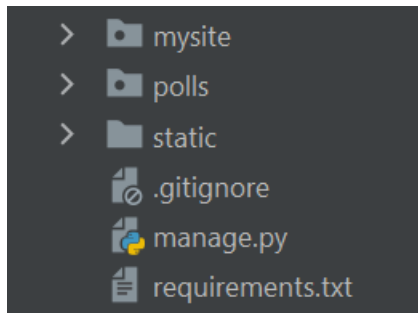 mysite
polls
static
.gitignore
manage.py
requirements.txt